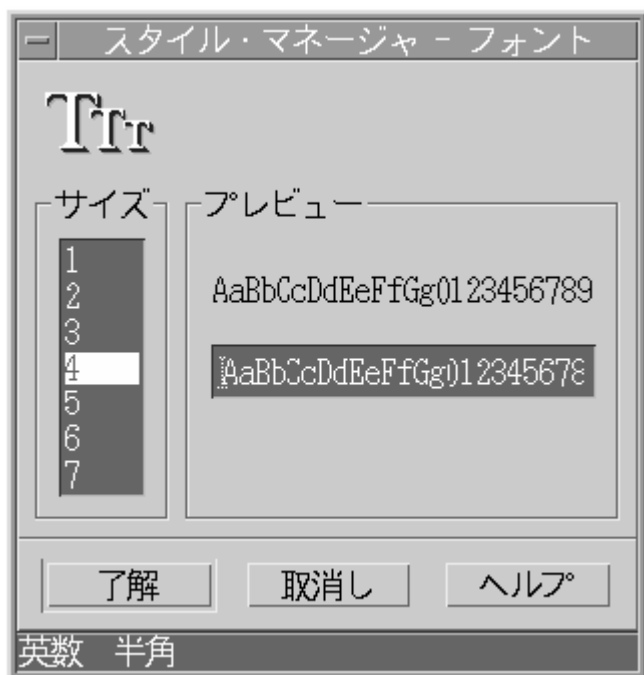 スタイル・マネージャ - フォント
TTT
サイズ
1
2
3
4
5
6
7
プレビュー
AaBbCcDdEeFfGg0123456789
AaBbCcDdEeFfGg012345678
了解 取消し ヘルプ
英数 半角